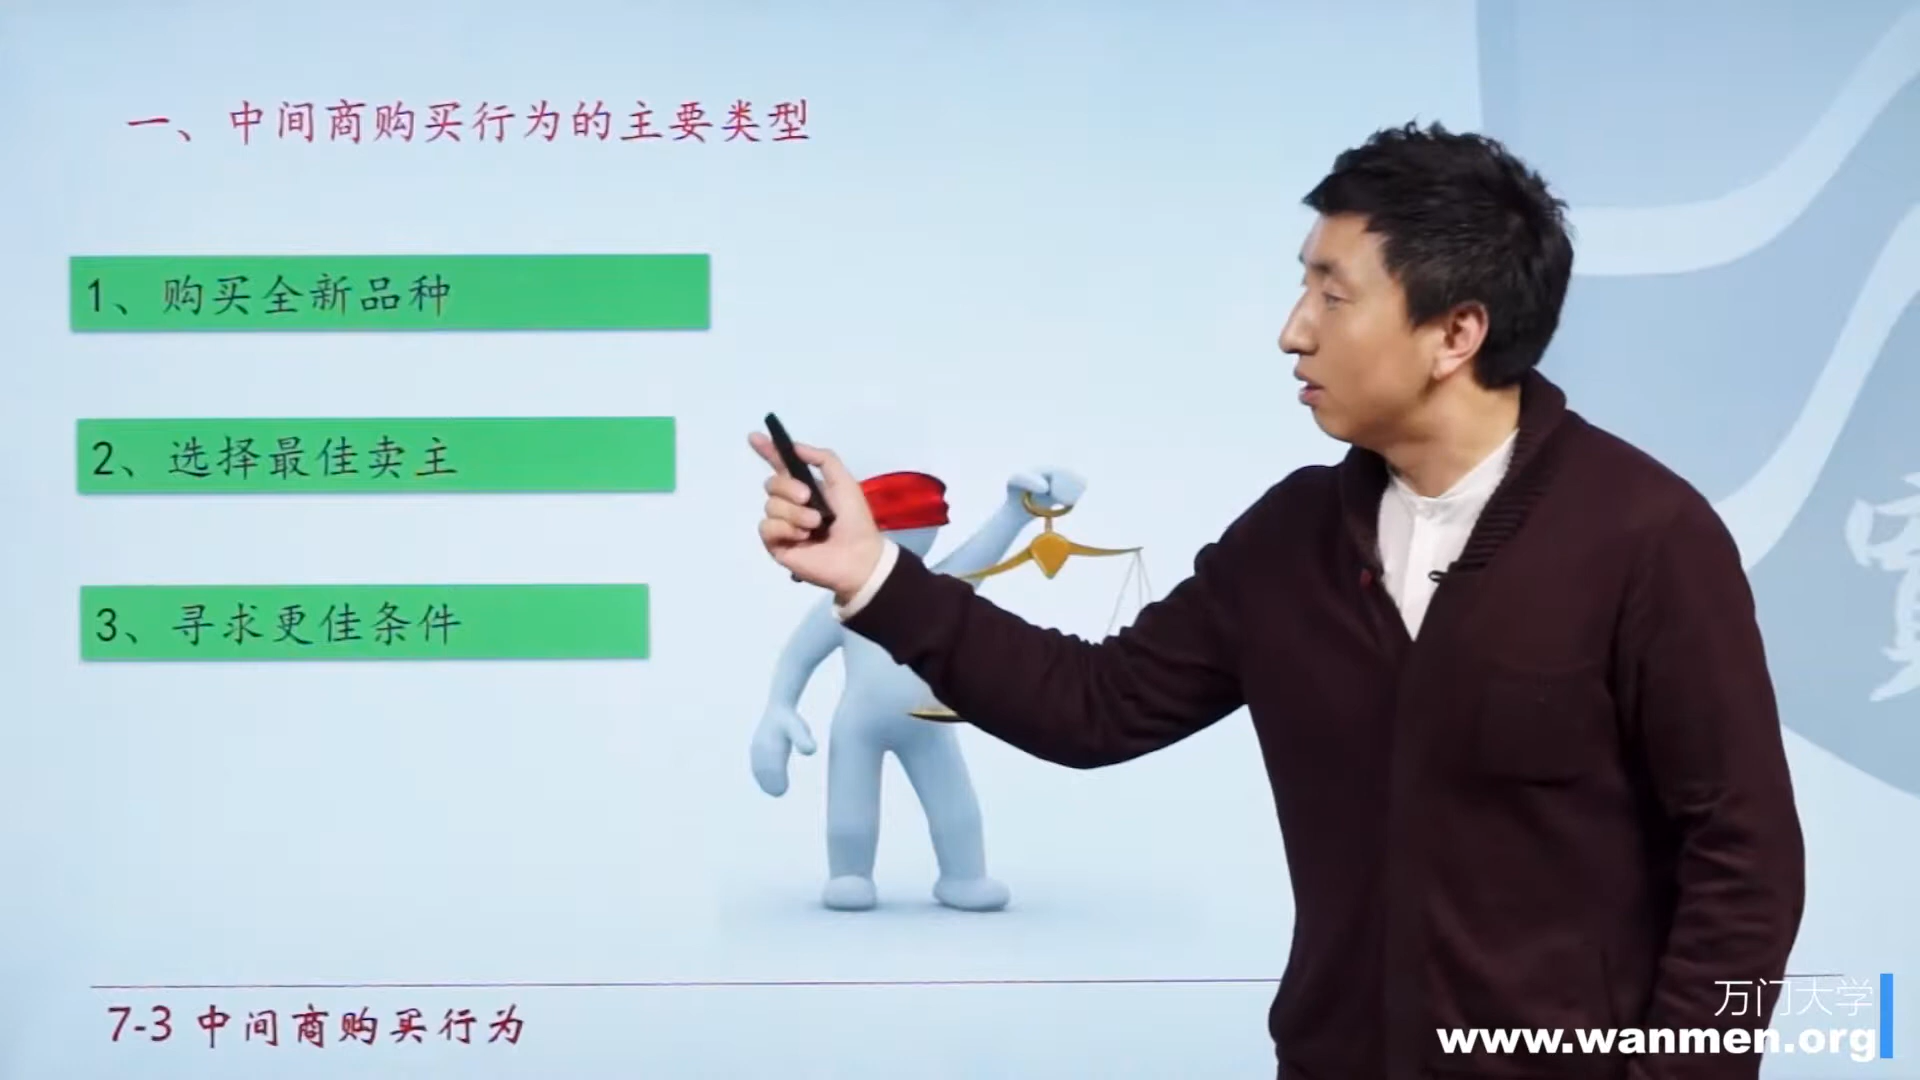 一、中间商购买行为的主要类型
1、购买全新品种
2、选择最佳卖主
3、寻求更佳条件
7-3 中间商购买行为
万门大学
www.wanmen.org